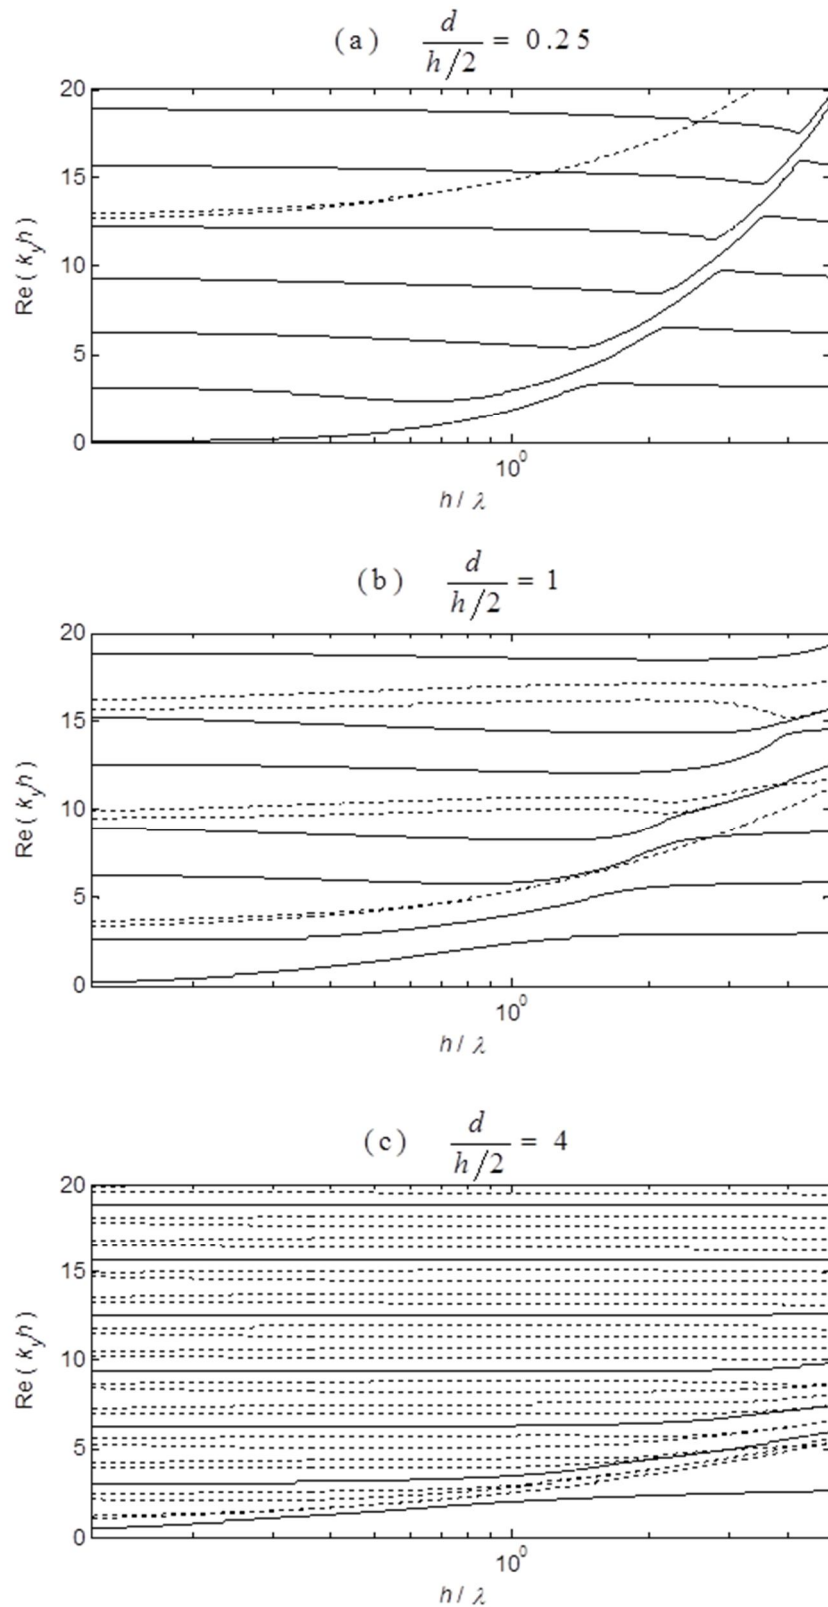 (a) d/(h/2) = 0.25
20
15
10
5
0
Re(k_y h)
10^0
h / λ
(b) d/(h/2) = 1
20
15
10
5
0
Re(k_y h)
10^0
h / λ
(c) d/(h/2) = 4
20
15
10
5
0
Re(k_y h)
10^0
h / λ